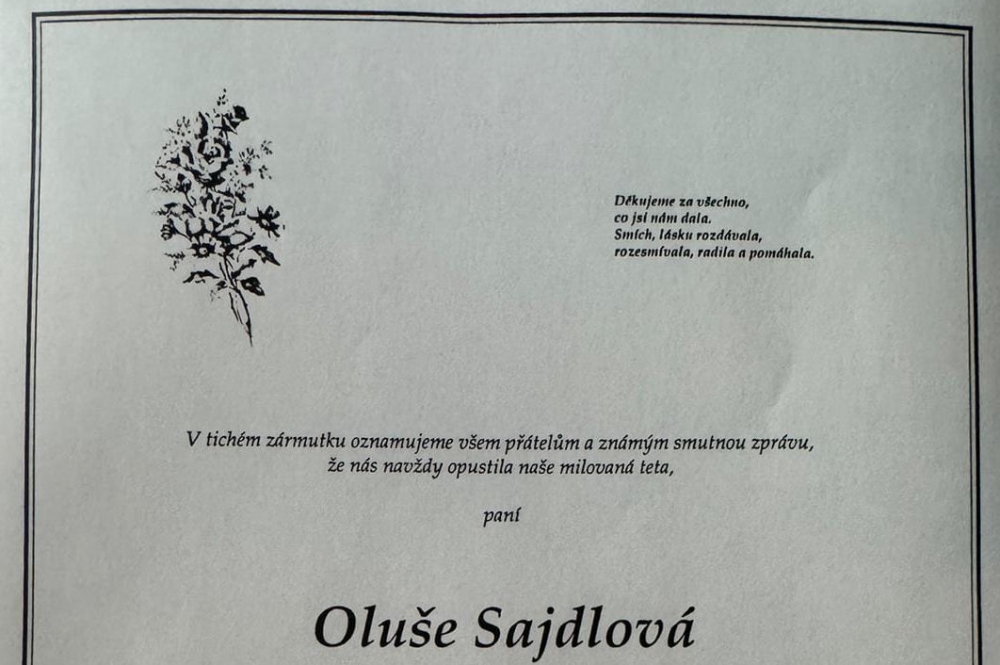 Děkujeme za všechno,
co jsi nám dala.
Smích, lásku rozdávala,
rozesmívala, radila a pomáhala.
V tichém zármutku oznamujeme všem přátelům a známým smutnou zprávu,
že nás navždy opustila naše milovaná teta,
paní
Oluše Sajdlová